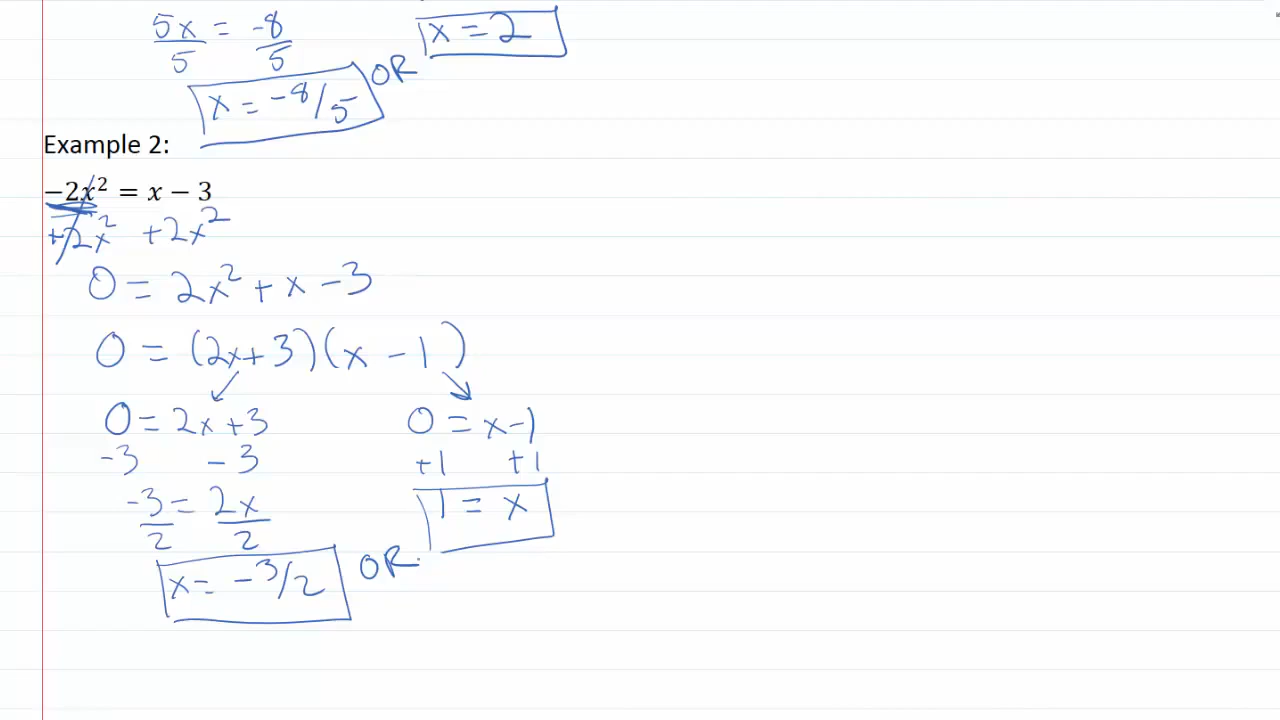 5x = -8 x = 2
5 5 OR
x = -8/5
Example 2:
−2x² = x − 3
+2x² +2x²
0 = 2x² + x - 3
0 = (2x+3)(x - 1)
0 = 2x + 3 0 = x - 1
-3 - 3 +1 +1
-3 = 2x 1 = x
2 2
x = -3/2 OR